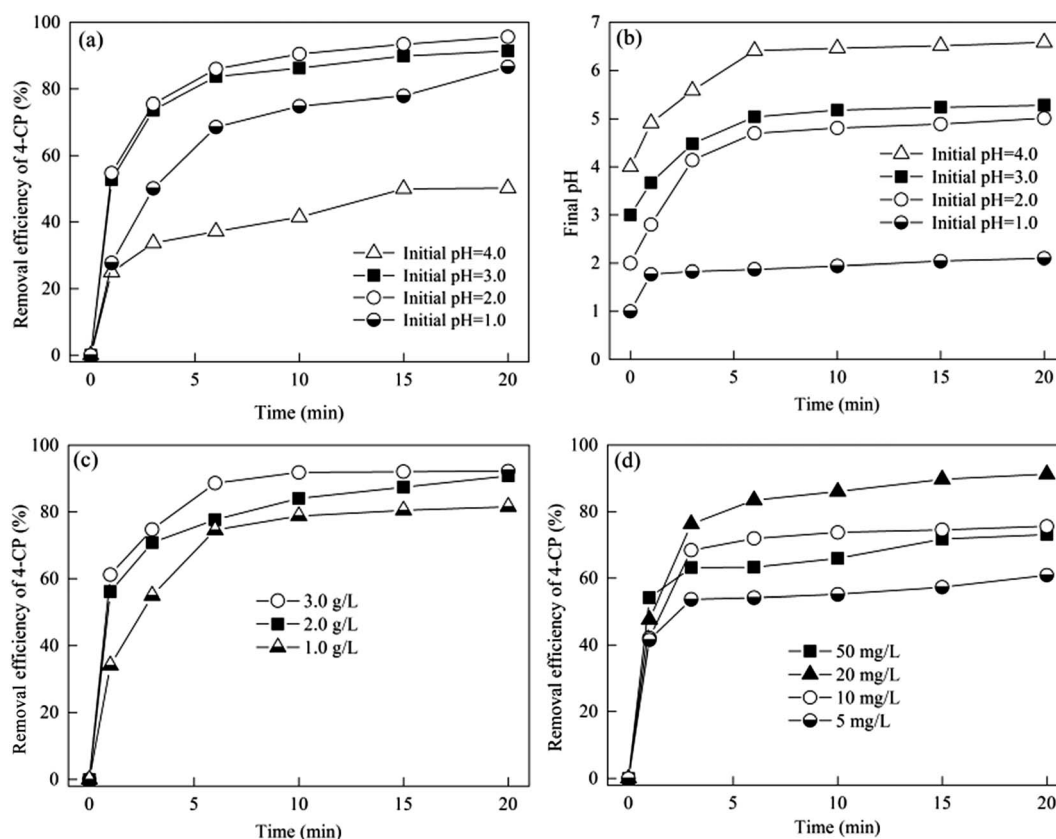 (a)
Removal efficiency of 4-CP (%)
100
80
60
40
20
0
Initial pH=4.0
Initial pH=3.0
Initial pH=2.0
Initial pH=1.0
0 5 10 15 20
Time (min)
(b)
Final pH
7
6
5
4
3
2
1
0
Initial pH=4.0
Initial pH=3.0
Initial pH=2.0
Initial pH=1.0
0 5 10 15 20
Time (min)
(c)
Removal efficiency of 4-CP (%)
100
80
60
40
20
0
3.0 g/L
2.0 g/L
1.0 g/L
0 5 10 15 20
Time (min)
(d)
Removal efficiency of 4-CP (%)
100
80
60
40
20
0
50 mg/L
20 mg/L
10 mg/L
5 mg/L
0 5 10 15 20
Time (min)